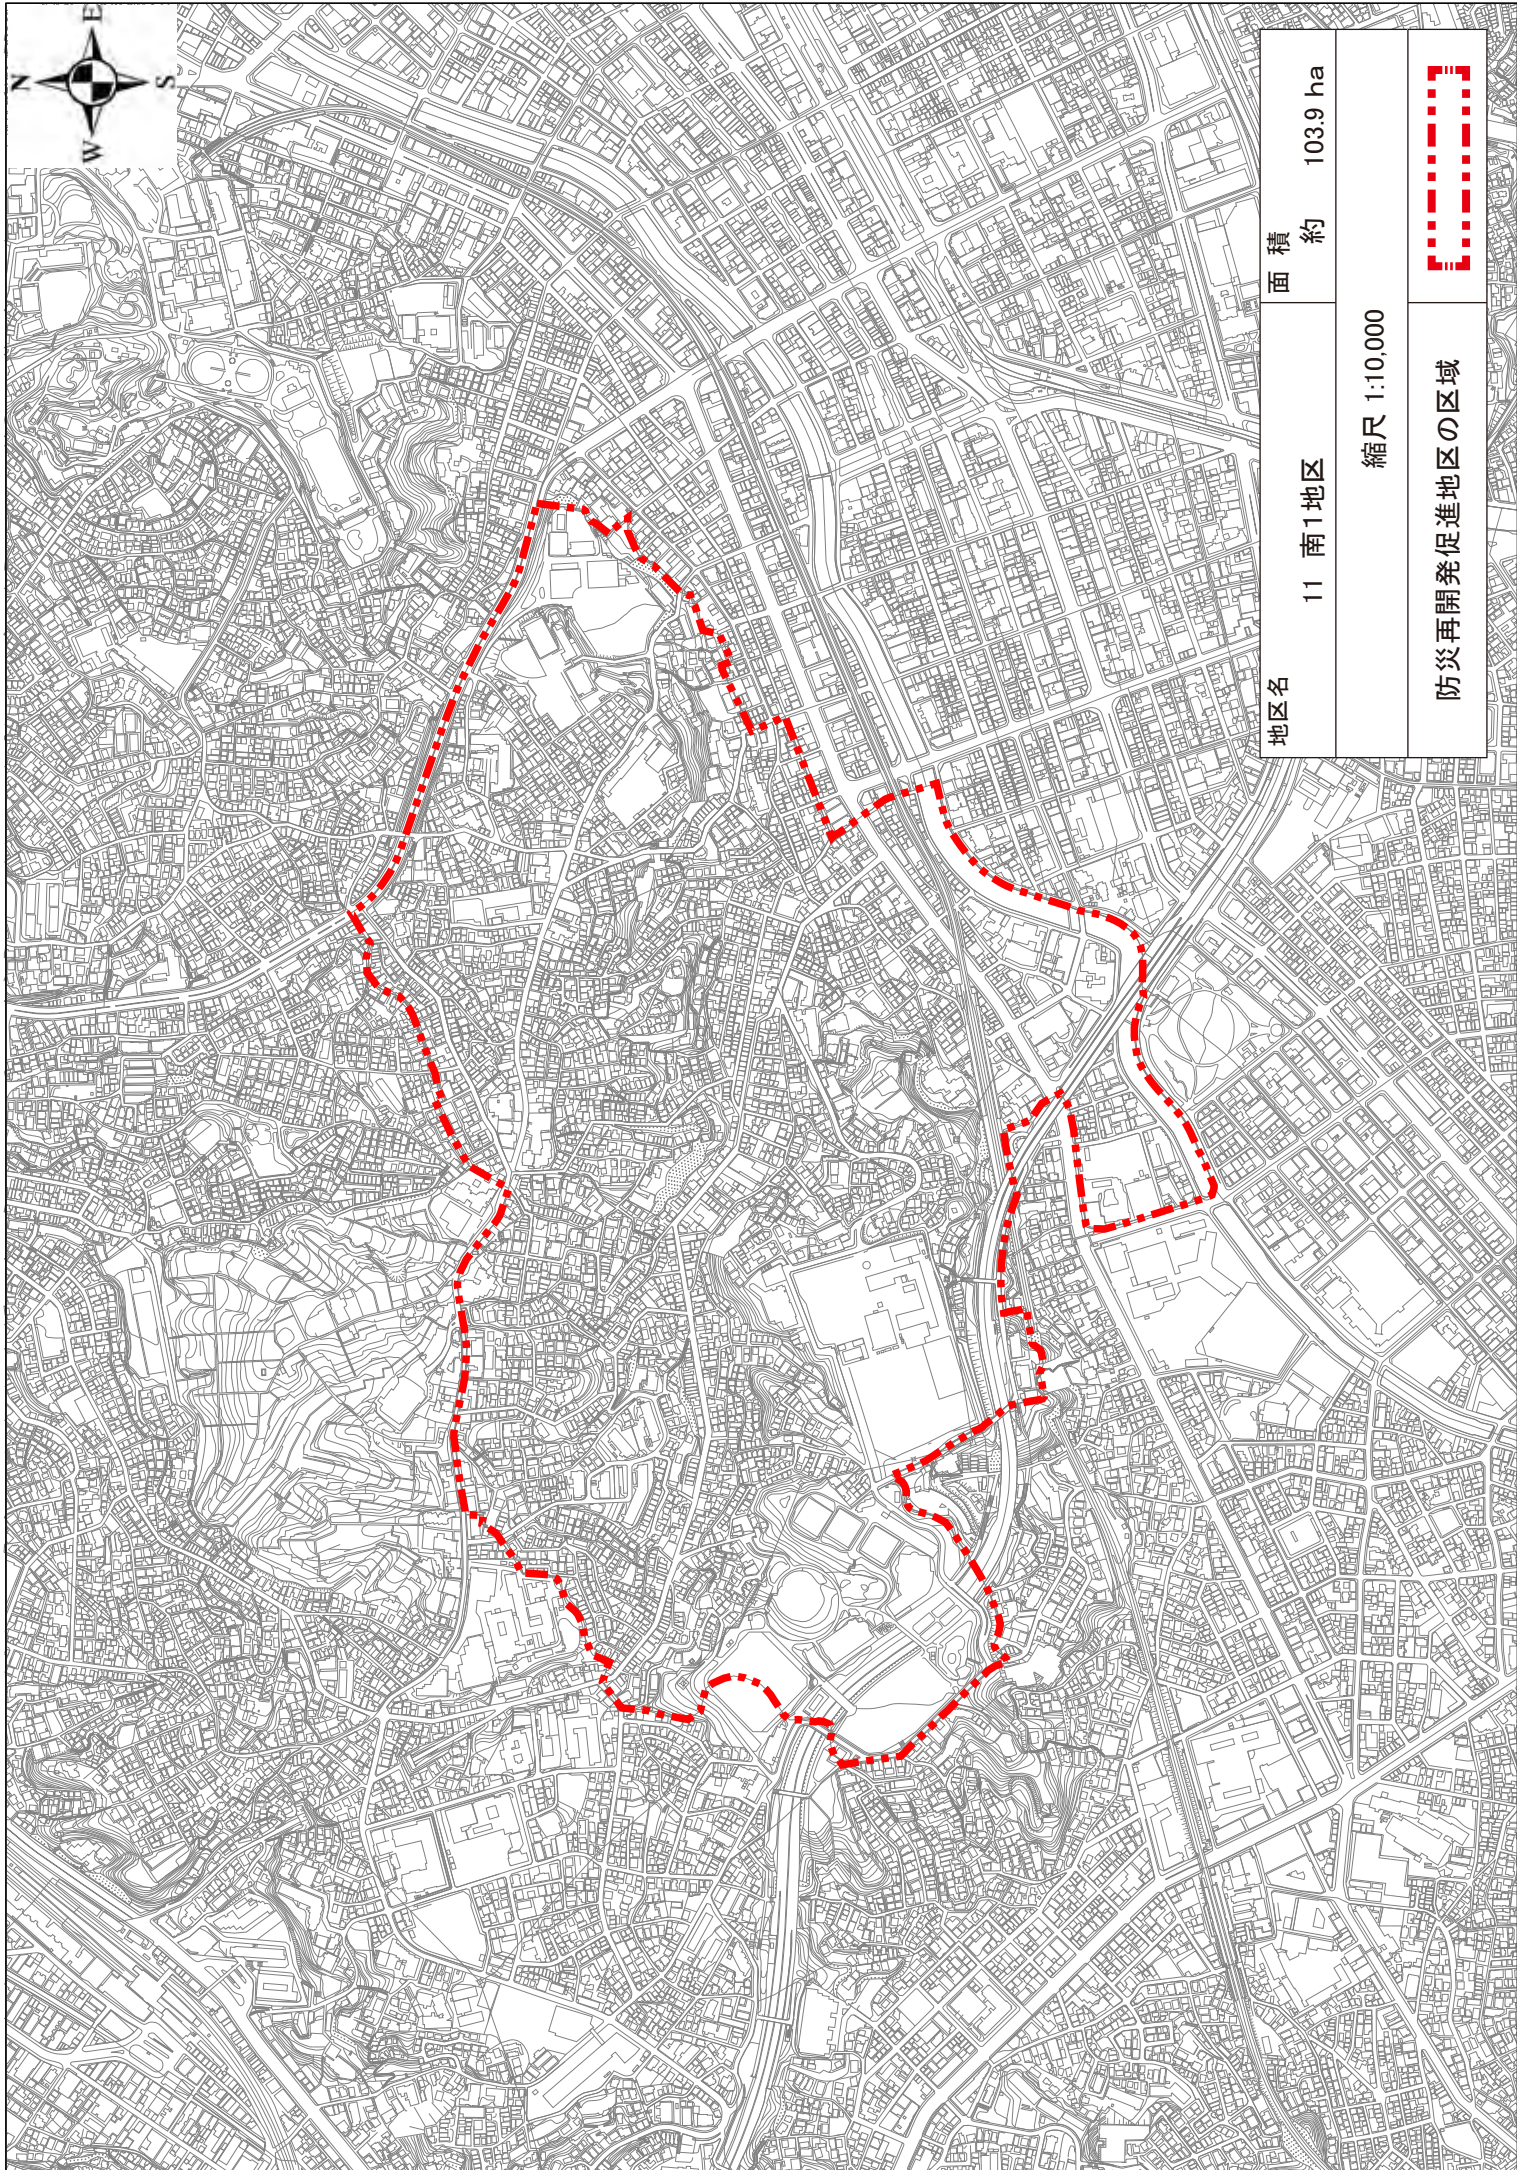 N
W E
S
地区名
11 南1地区
面 積
約 103.9 ha
縮尺 1:10,000
防災再開発促進地区の区域